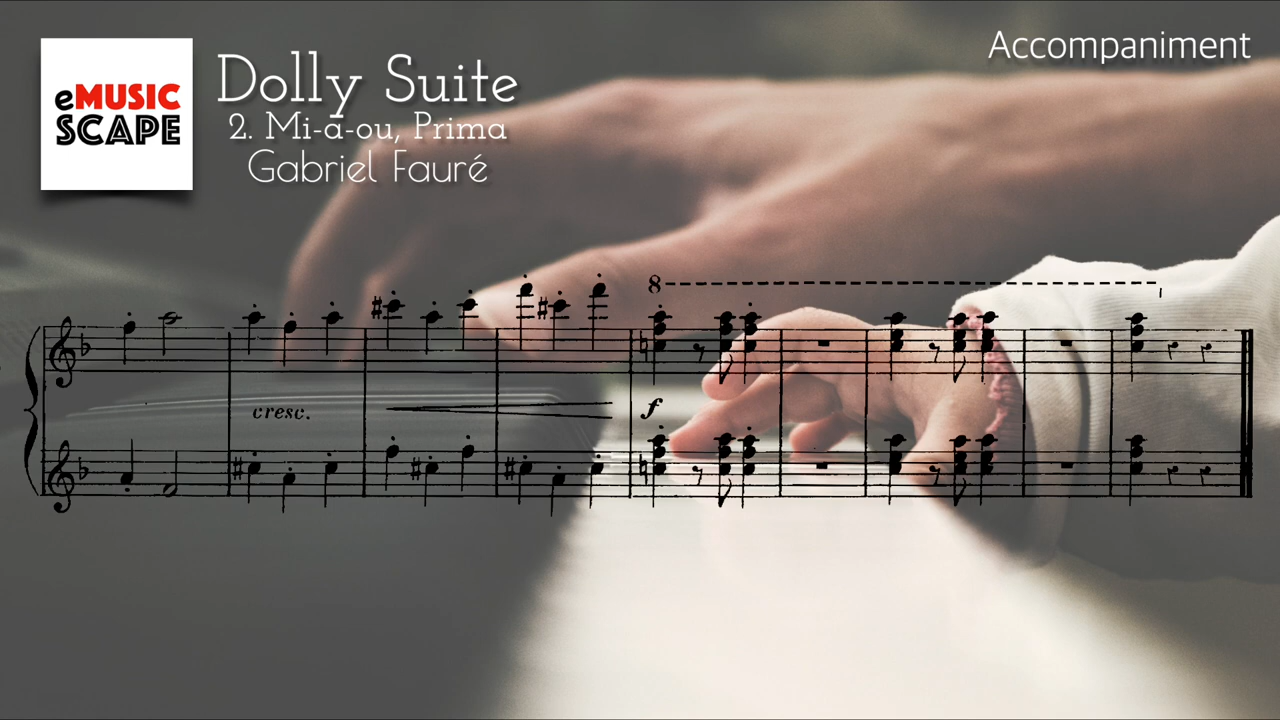 eMUSIC
SCAPE
Dolly Suite
2. Mi-a-ou, Prima
Gabriel Fauré
Accompaniment
8
cresc.
f